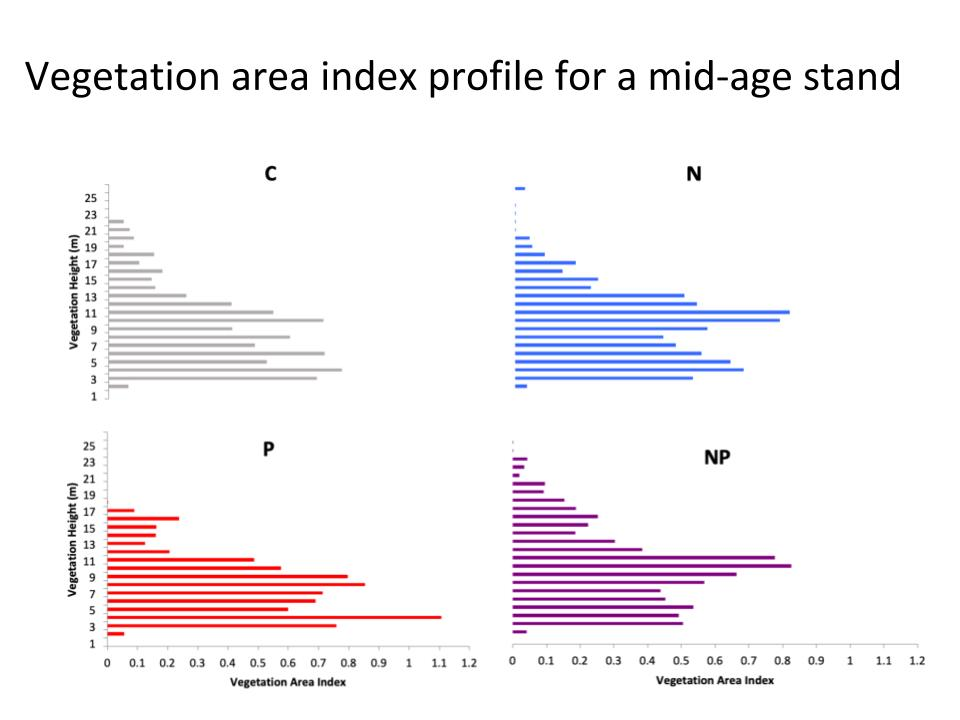 Vegetation area index profile for a mid-age stand
C
N
Vegetation Height (m)
25
23
21
19
17
15
13
11
9
7
5
3
1
P
NP
Vegetation Height (m)
25
23
21
19
17
15
13
11
9
7
5
3
1
0 0.1 0.2 0.3 0.4 0.5 0.6 0.7 0.8 0.9 1 1.1 1.2
Vegetation Area Index
0 0.1 0.2 0.3 0.4 0.5 0.6 0.7 0.8 0.9 1 1.1 1.2
Vegetation Area Index